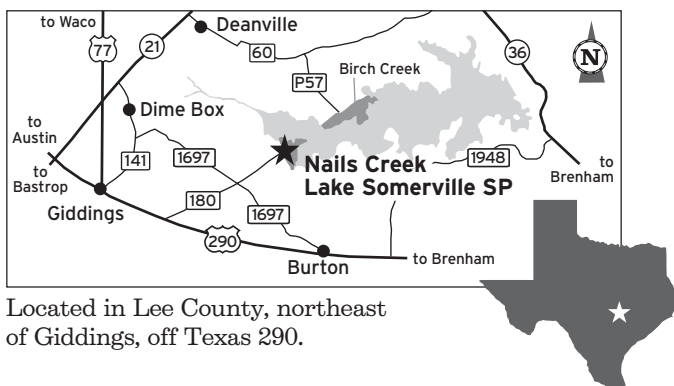 to Waco
77
21
Deanville
60
P57
Birch Creek
36
N
to
Austin
Dime Box
141
1697
to
Bastrop
Giddings
180
Nails Creek
Lake Somerville SP
1948
to
Brenham
1697
290
Burton
to Brenham
Located in Lee County, northeast
of Giddings, off Texas 290.